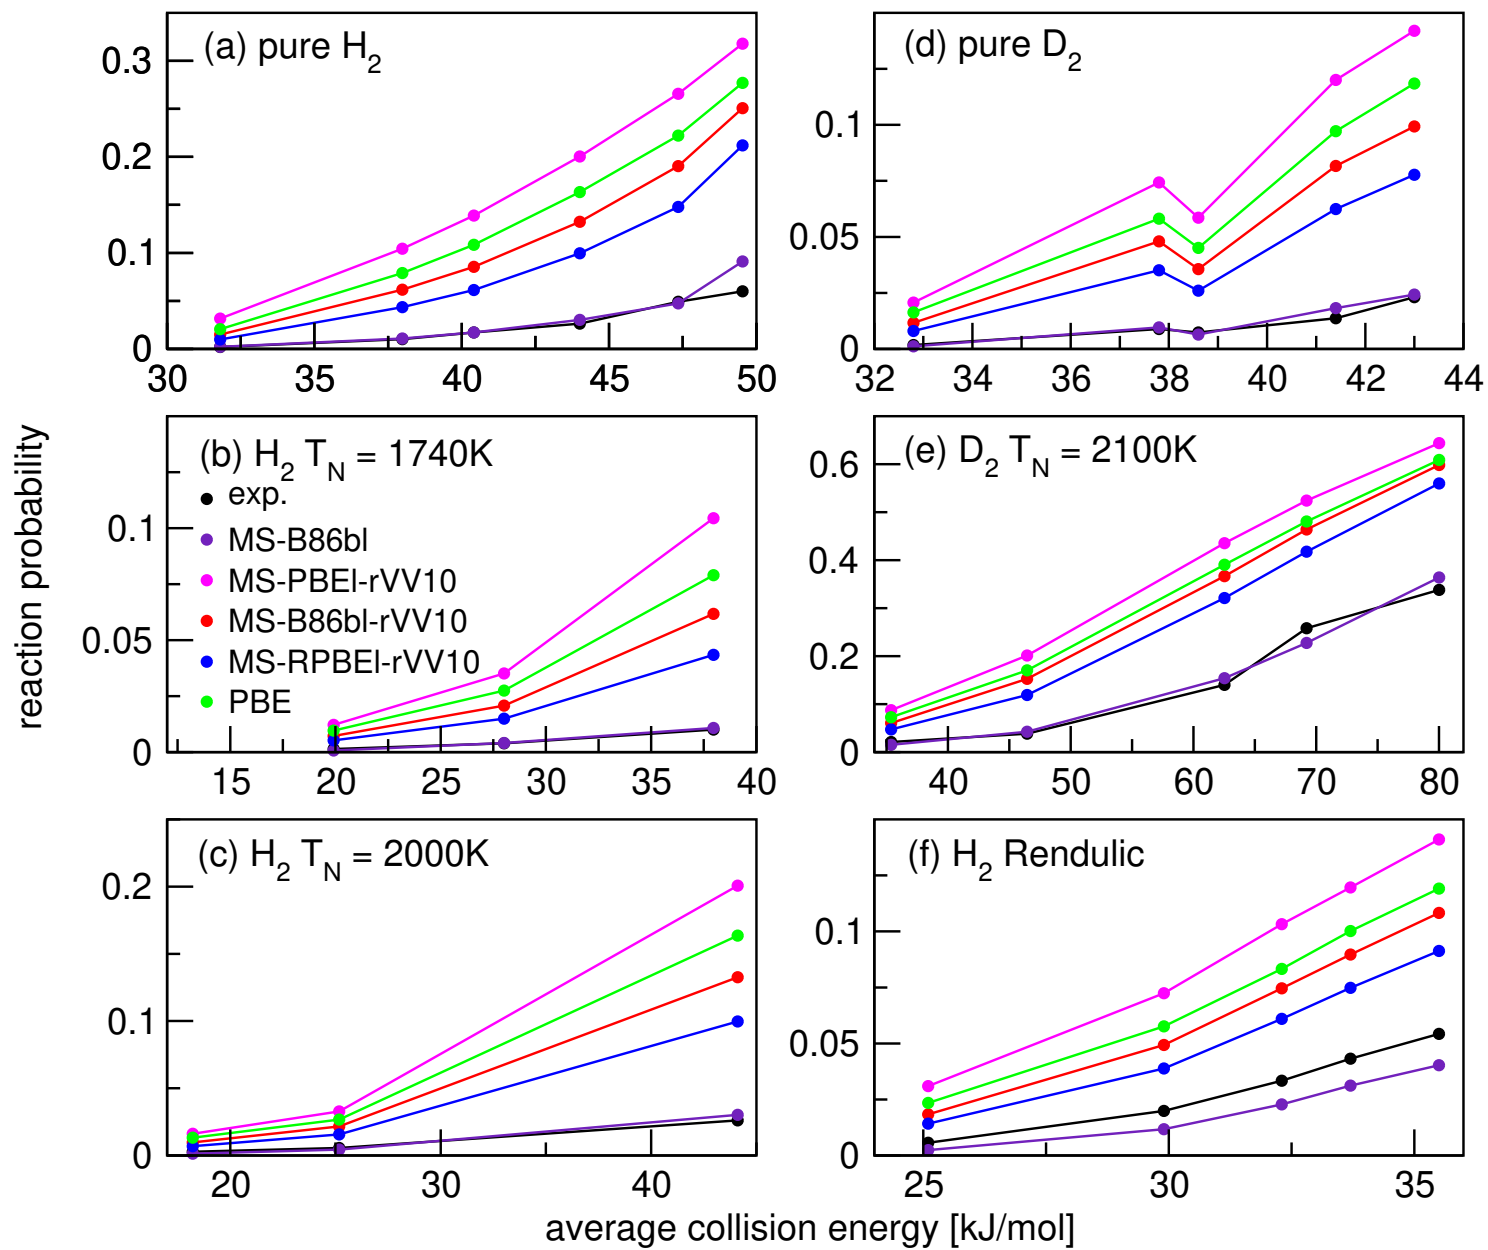 (a) pure H2
0.3
0.2
0.1
0
30 35 40 45 50
(d) pure D2
0.1
0.05
0
32 34 36 38 40 42 44
reaction probability
(b) H2 TN = 1740K
exp.
MS-B86bl
MS-PBEl-rVV10
MS-B86bl-rVV10
MS-RPBEl-rVV10
PBE
0.1
0.05
0
15 20 25 30 35 40
(e) D2 TN = 2100K
0.6
0.4
0.2
0
40 50 60 70 80
(c) H2 TN = 2000K
0.2
0.1
0
20 30 40
(f) H2 Rendulic
0.1
0.05
0
25 30 35
average collision energy [kJ/mol]